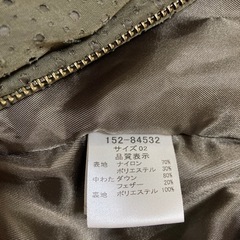 152-84532
サイズ02
品質表示
表地 ナイロン 70%
ポリエステル 30%
中わた ダウン 80%
フェザー 20%
裏地 ポリエステル 100%